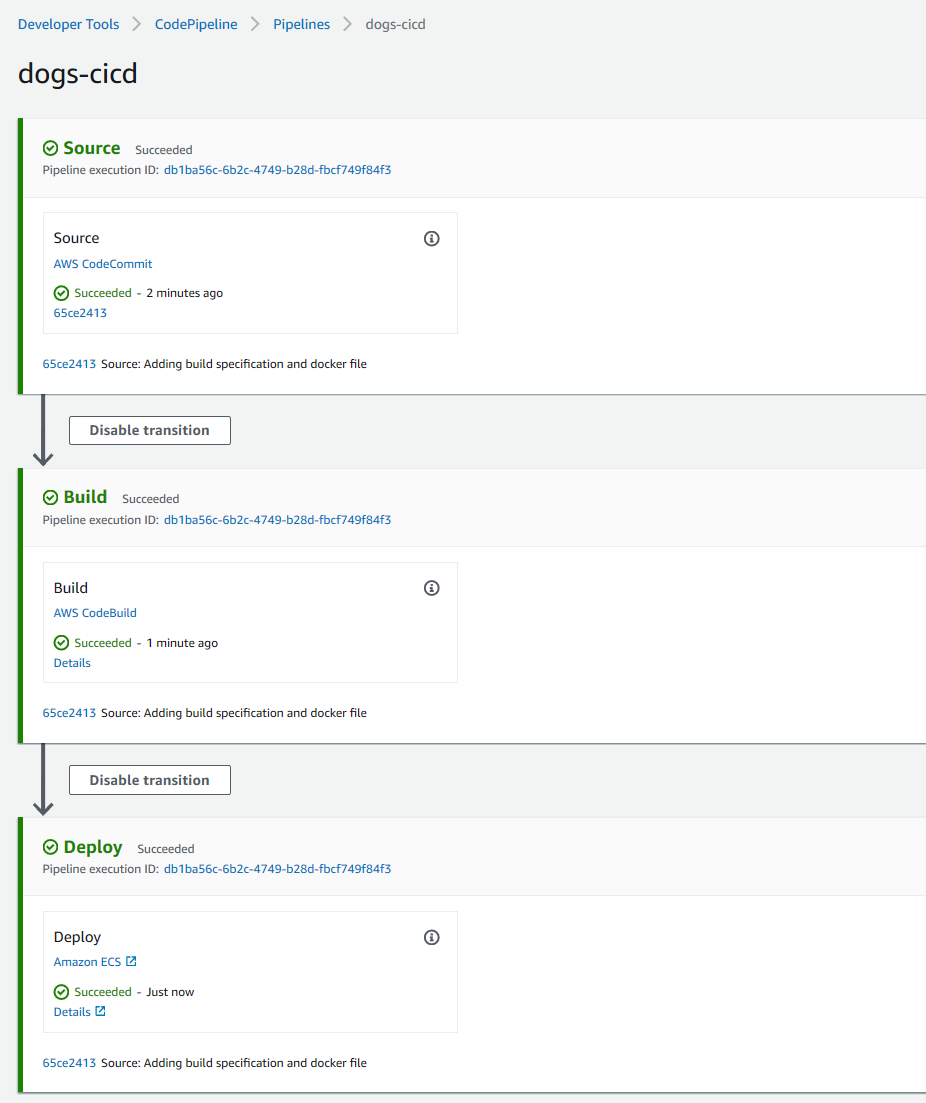 Developer Tools > CodePipeline > Pipelines > dogs-cicd
dogs-cicd
Source Succeeded
Pipeline execution ID: db1ba56c-6b2c-4749-b28d-fbcf749f84f3
Source
AWS CodeCommit
Succeeded - 2 minutes ago
65ce2413
65ce2413 Source: Adding build specification and docker file
Disable transition
Build Succeeded
Pipeline execution ID: db1ba56c-6b2c-4749-b28d-fbcf749f84f3
Build
AWS CodeBuild
Succeeded - 1 minute ago
Details
65ce2413 Source: Adding build specification and docker file
Disable transition
Deploy Succeeded
Pipeline execution ID: db1ba56c-6b2c-4749-b28d-fbcf749f84f3
Deploy
Amazon ECS
Succeeded - Just now
Details
65ce2413 Source: Adding build specification and docker file